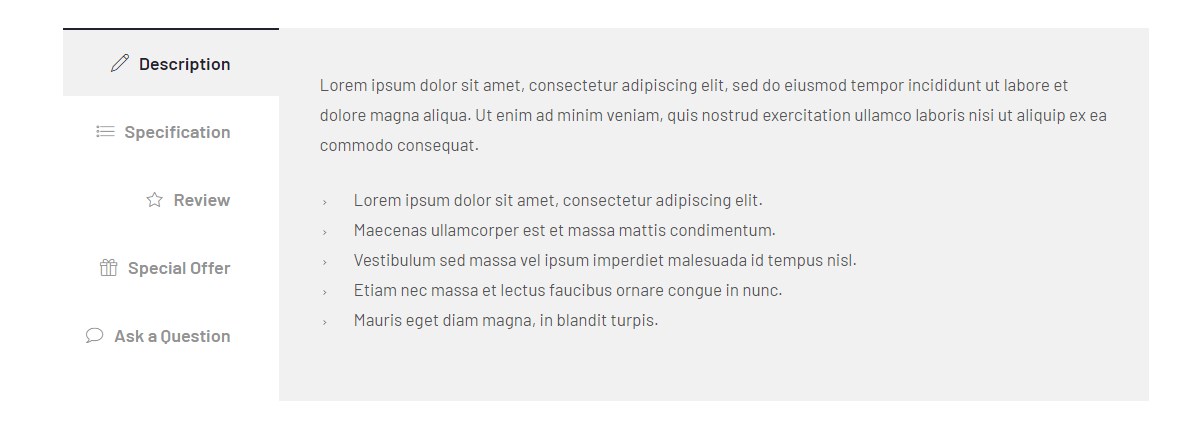 Description
Specification
Review
Special Offer
Ask a Question
Lorem ipsum dolor sit amet, consectetur adipiscing elit, sed do eiusmod tempor incididunt ut labore et
dolore magna aliqua. Ut enim ad minim veniam, quis nostrud exercitation ullamco laboris nisi ut aliquip ex ea
commodo consequat.
› Lorem ipsum dolor sit amet, consectetur adipiscing elit.
› Maecenas ullamcorper est et massa mattis condimentum.
› Vestibulum sed massa vel ipsum imperdiet malesuada id tempus nisl.
› Etiam nec massa et lectus faucibus ornare congue in nunc.
› Mauris eget diam magna, in blandit turpis.